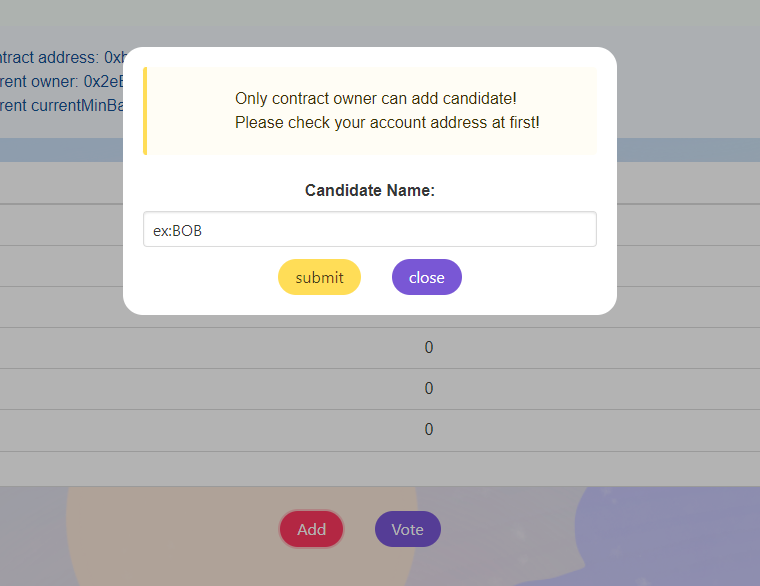 ntract address: 0x
rent owner: 0x2e
rent currentMinBa
Only contract owner can add candidate!
Please check your account address at first!
Candidate Name:
ex:BOB
submit close
0
0
0
Add Vote